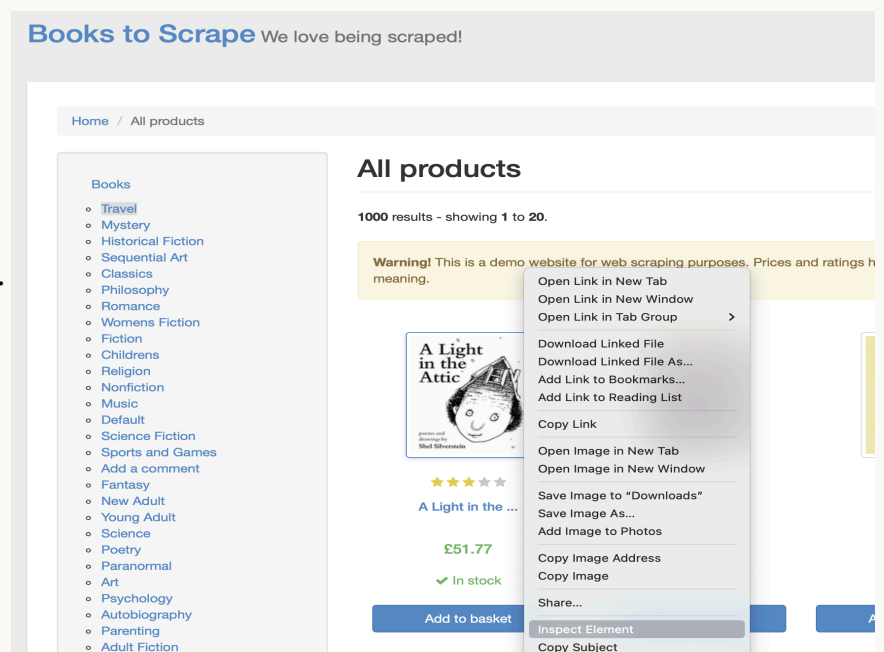 Books to Scrape We love being scraped!
Home / All products
Books
Travel
Mystery
Historical Fiction
Sequential Art
Classics
Philosophy
Romance
Womens Fiction
Fiction
Childrens
Religion
Nonfiction
Music
Default
Science Fiction
Sports and Games
Add a comment
Fantasy
New Adult
Young Adult
Science
Poetry
Paranormal
Art
Psychology
Autobiography
Parenting
Adult Fiction
All products
1000 results - showing 1 to 20.
Warning! This is a demo website for web scraping purposes. Prices and ratings h
meaning.
A Light
in the
Attic
poems and
drawings by
Shel Silverstein
A Light in the ...
£51.77
In stock
Add to basket
Open Link in New Tab
Open Link in New Window
Open Link in Tab Group
Download Linked File
Download Linked File As...
Add Link to Bookmarks...
Add Link to Reading List
Copy Link
Open Image in New Tab
Open Image in New Window
Save Image to “Downloads”
Save Image As...
Add Image to Photos
Copy Image Address
Copy Image
Share...
Inspect Element
Copy Subject
A